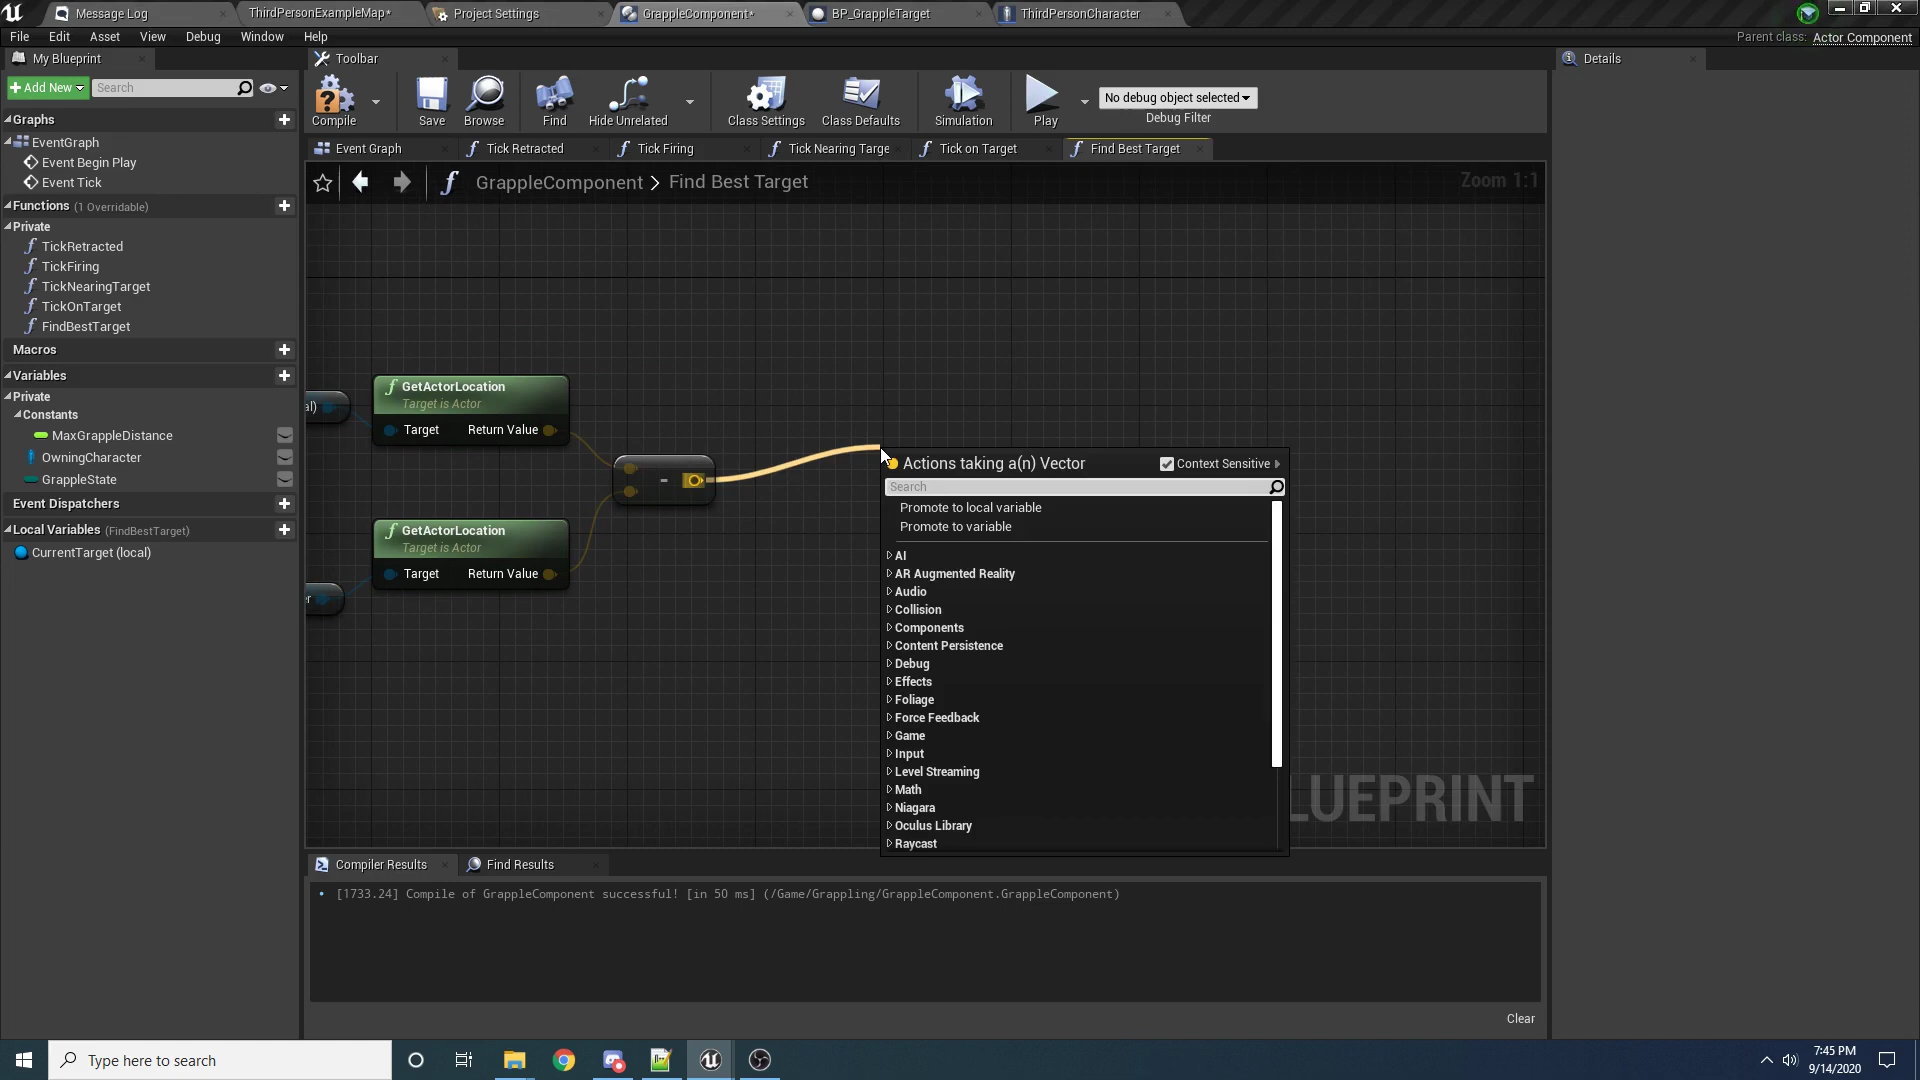 Message Log
ThirdPersonExampleMap*
Project Settings
GrappleComponent*
BP_GrappleTarget
ThirdPersonCharacter
File Edit Asset View Debug Window Help
Parent class: Actor Component
My Blueprint
Toolbar
Details
Add New
Search
Compile
Save
Browse
Find
Hide Unrelated
Class Settings
Class Defaults
Simulation
Play
No debug object selected
Debug Filter
Graphs
EventGraph
Event Begin Play
Event Tick
Functions (1 Overridable)
Private
TickRetracted
TickFiring
TickNearingTarget
TickOnTarget
FindBestTarget
Macros
Variables
Private
Constants
MaxGrappleDistance
OwningCharacter
GrappleState
Event Dispatchers
Local Variables (FindBestTarget)
CurrentTarget (local)
Event Graph
Tick Retracted
Tick Firing
Tick Nearing Targe
Tick on Target
Find Best Target
GrappleComponent > Find Best Target
Zoom 1:1
al)
GetActorLocation
Target is Actor
Target Return Value
-
GetActorLocation
Target is Actor
Target Return Value
er
Actions taking a(n) Vector
Context Sensitive
Search
Promote to local variable
Promote to variable
AI
AR Augmented Reality
Audio
Collision
Components
Content Persistence
Debug
Effects
Foliage
Force Feedback
Game
Input
Level Streaming
Math
Niagara
Oculus Library
Raycast
LUEPRINT
Compiler Results
Find Results
[1733.24] Compile of GrappleComponent successful! [in 50 ms] (/Game/Grappling/GrappleComponent.GrappleComponent)
Clear
Type here to search
7:45 PM
9/14/2020